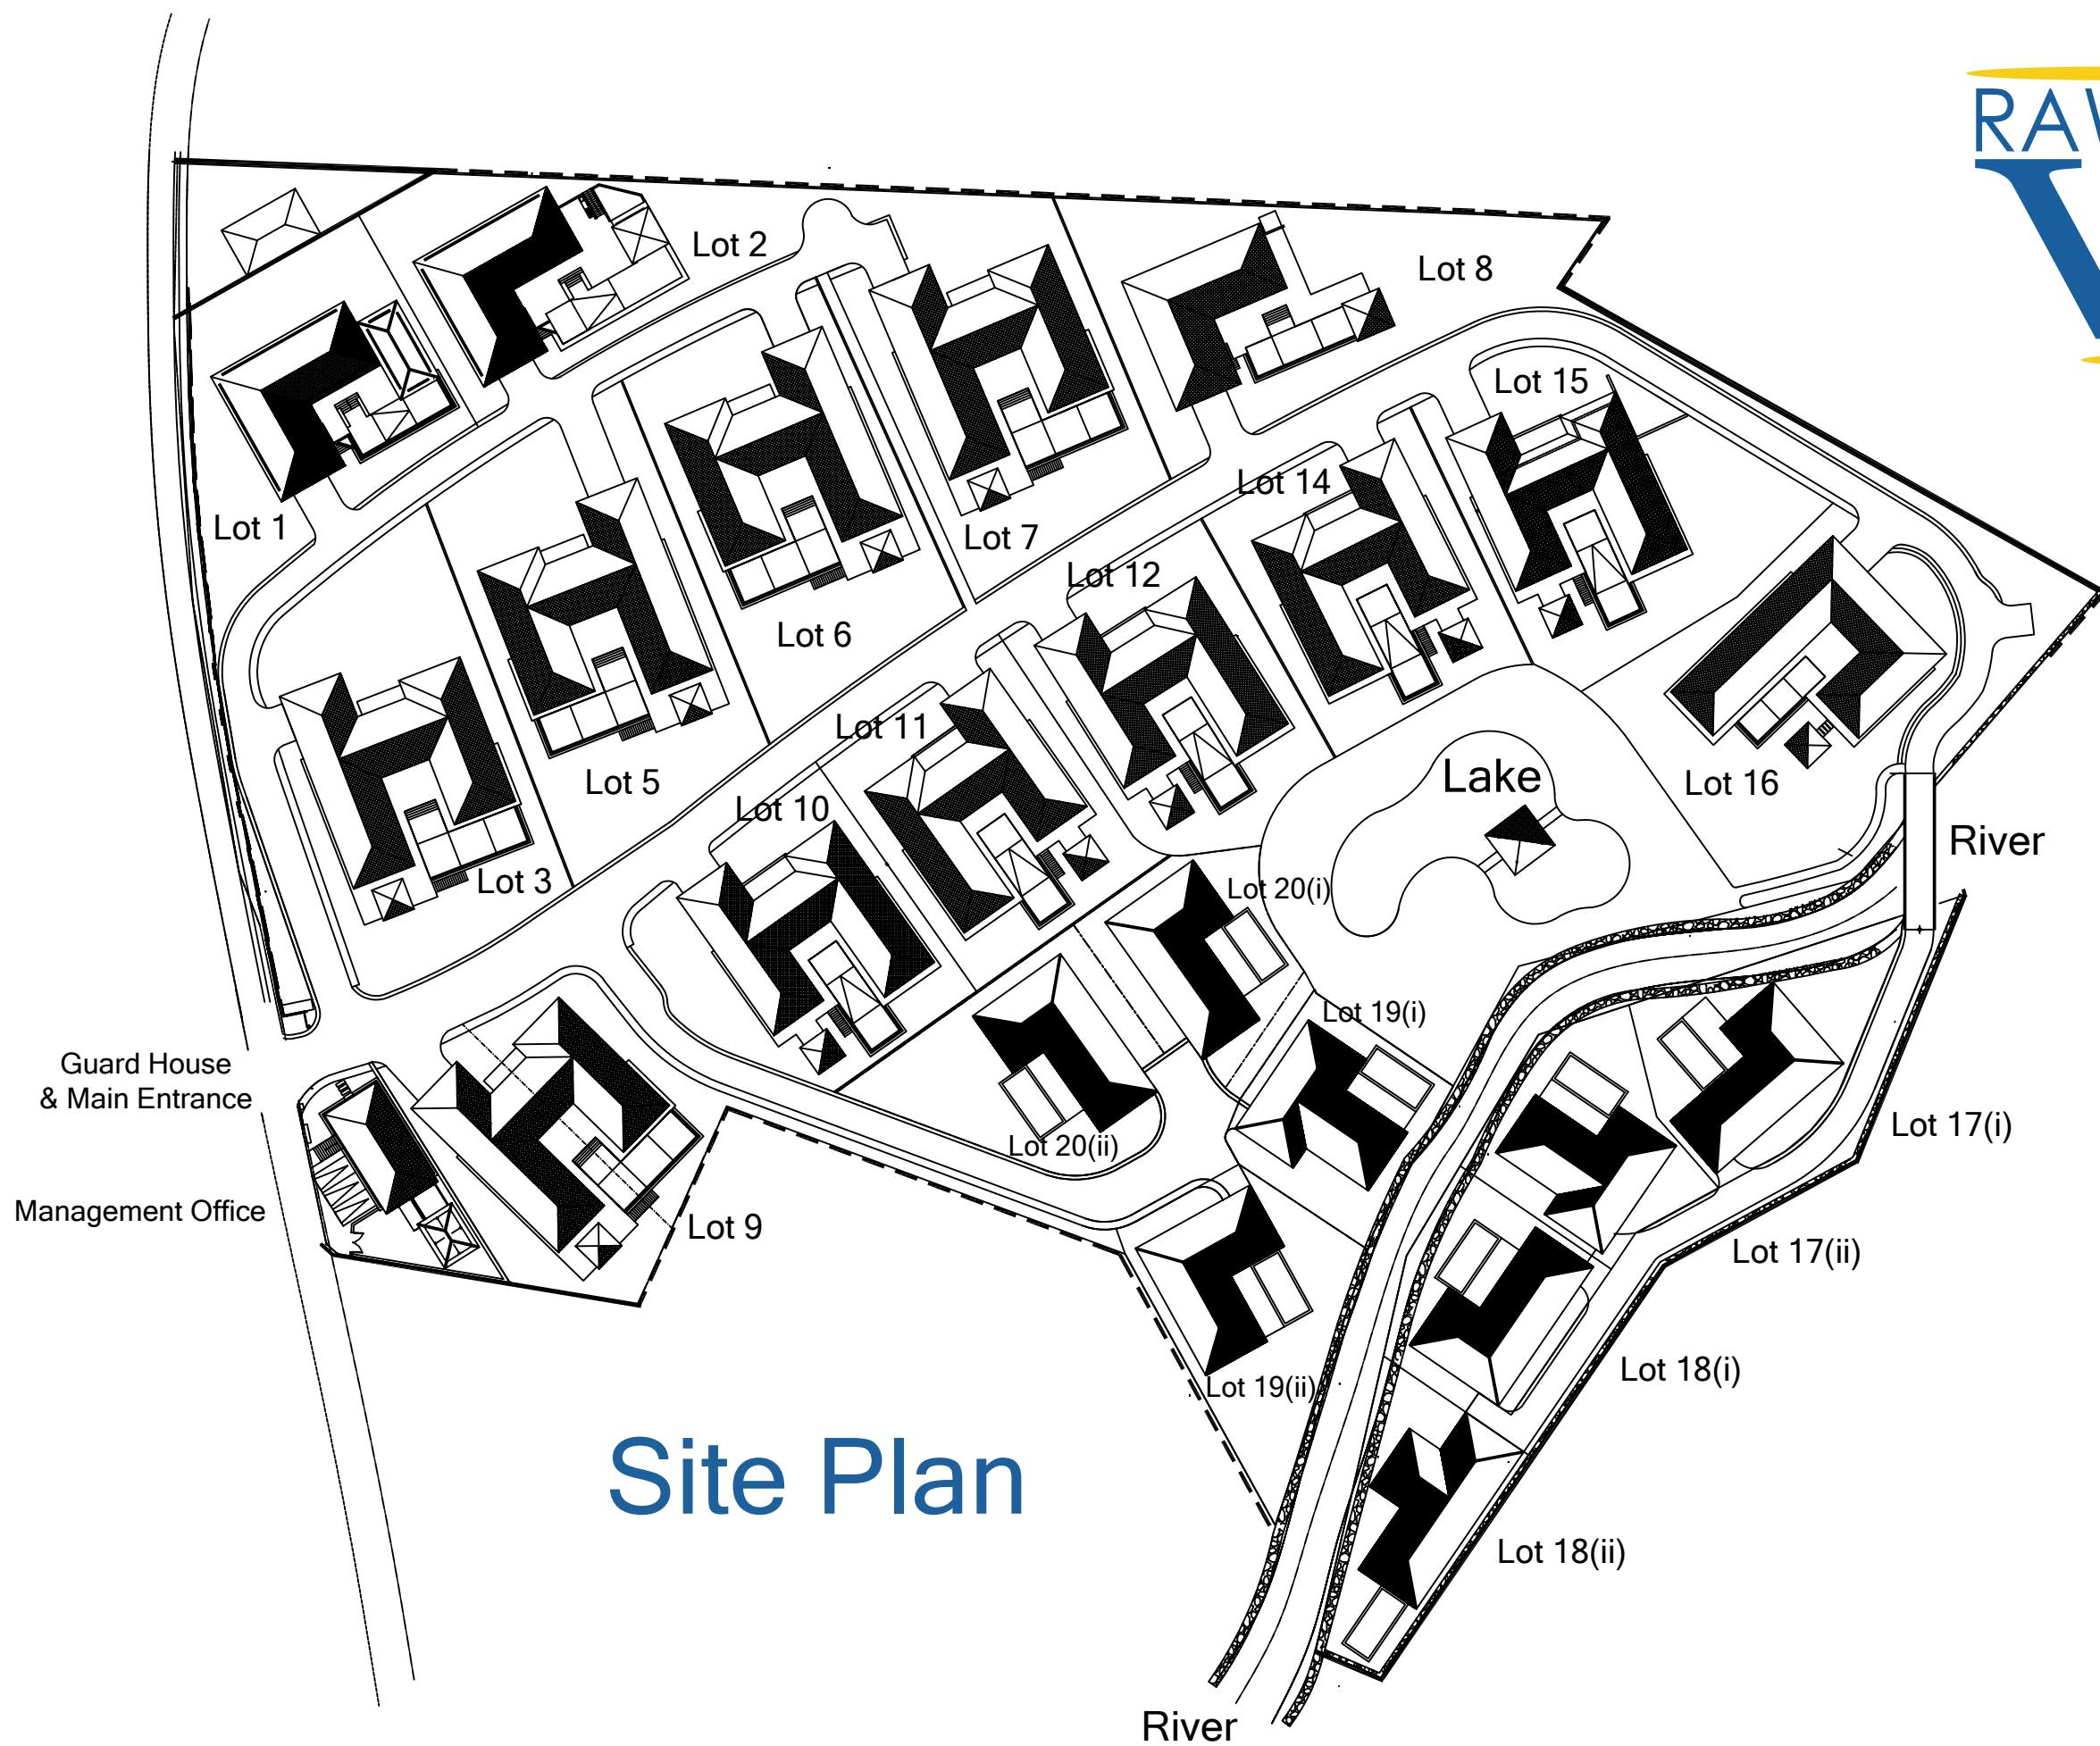 Lot 2
Lot 8
Lot 15
Lot 14
Lot 1
Lot 7
Lot 12
Lot 6
Lot 11
Lot 5
Lot 10
Lake
Lot 16
River
Lot 3
Lot 20(i)
Lot 19(i)
Guard House
& Main Entrance
Lot 17(i)
Lot 20(ii)
Management Office
Lot 9
Lot 17(ii)
Lot 18(i)
Lot 19(ii)
Site Plan
Lot 18(ii)
River